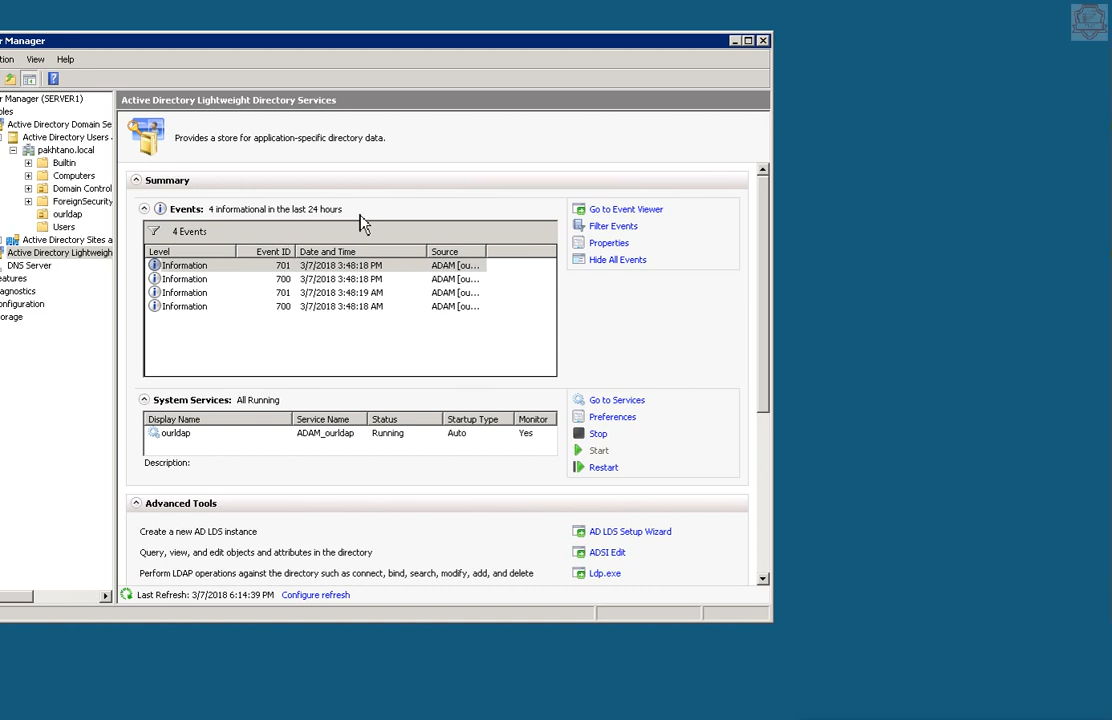 r Manager
tion View Help
r Manager (SERVER1)
oles
Active Directory Domain Se
Active Directory Users
pakhtano.local
Builtin
Computers
Domain Control
ForeignSecurity
ourldap
Users
Active Directory Sites a
Active Directory Lightweigh
DNS Server
eatures
agnostics
onfiguration
orage
Active Directory Lightweight Directory Services
Provides a store for application-specific directory data.
Summary
Events: 4 informational in the last 24 hours
4 Events
Level Event ID Date and Time Source
Information 701 3/7/2018 3:48:18 PM ADAM [ou...
Information 700 3/7/2018 3:48:18 PM ADAM [ou...
Information 701 3/7/2018 3:48:19 AM ADAM [ou...
Information 700 3/7/2018 3:48:18 AM ADAM [ou...
Go to Event Viewer
Filter Events
Properties
Hide All Events
System Services: All Running
Display Name Service Name Status Startup Type Monitor
ourldap ADAM_ourldap Running Auto Yes
Description:
Go to Services
Preferences
Stop
Start
Restart
Advanced Tools
Create a new AD LDS instance AD LDS Setup Wizard
Query, view, and edit objects and attributes in the directory ADSI Edit
Perform LDAP operations against the directory such as connect, bind, search, modify, add, and delete Ldp.exe
Last Refresh: 3/7/2018 6:14:39 PM Configure refresh